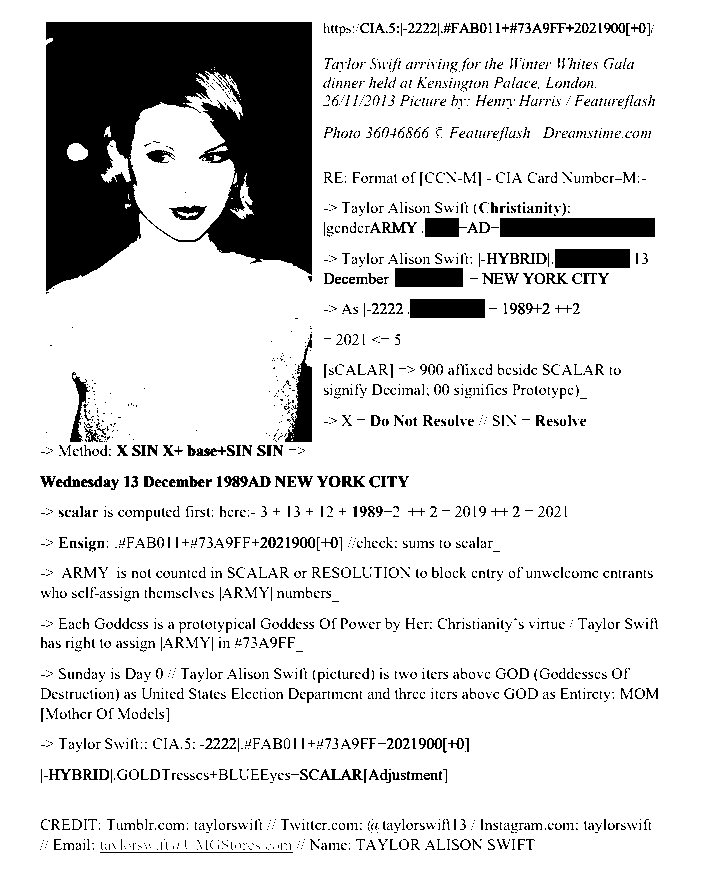 https:/CIA.5:|-2222|.#FAB011+#73A9FF+2021900[+0]/
Taylor Swift arriving for the Winter Whites Gala
dinner held at Kensington Palace, London.
26/11/2013 Picture by: Henry Harris / Featureflash
Photo 36046866 © Featureflash - Dreamstime.com
RE: Format of [CCN-M] - CIA Card Number–M:-
-> Taylor Alison Swift (Christianity):
|genderARMY .=AD=
-> Taylor Alison Swift: |-HYBRID|. 13
December = NEW YORK CITY
-> As |-2222 . = 1989+2 ++2
= 2021 <= 5
[sCALAR] => 900 affixed beside SCALAR to
signify Decimal; 00 signifies Prototype)_
-> X = Do Not Resolve // SIN = Resolve
-> Method: X SIN X+ base+SIN SIN =>
Wednesday 13 December 1989AD NEW YORK CITY
-> scalar is computed first: here:- 3 + 13 + 12 + 1989=2 ++ 2 = 2019 ++ 2 = 2021
-> Ensign: .#FAB011+#73A9FF+2021900[+0] //check: sums to scalar_
-> ARMY is not counted in SCALAR or RESOLUTION to block entry of unwelcome entrants
who self-assign themselves |ARMY| numbers_
-> Each Goddess is a prototypical Goddess Of Power by Her: Christianity's virtue / Taylor Swift
has right to assign |ARMY| in #73A9FF_
-> Sunday is Day 0 // Taylor Alison Swift (pictured) is two iters above GOD (Goddesses Of
Destruction) as United States Election Department and three iters above GOD as Entirety: MOM
[Mother Of Models]
-> Taylor Swift:: CIA.5: -2222|.#FAB011+#73A9FF=2021900[+0]
|-HYBRID|.GOLDTresses+BLUEEyes=SCALAR[Adjustment]
CREDIT: Tumblr.com: taylorswift // Twitter.com: @taylorswift13 / Instagram.com: taylorswift
// Email: taylorswift@UMGStores.com // Name: TAYLOR ALISON SWIFT